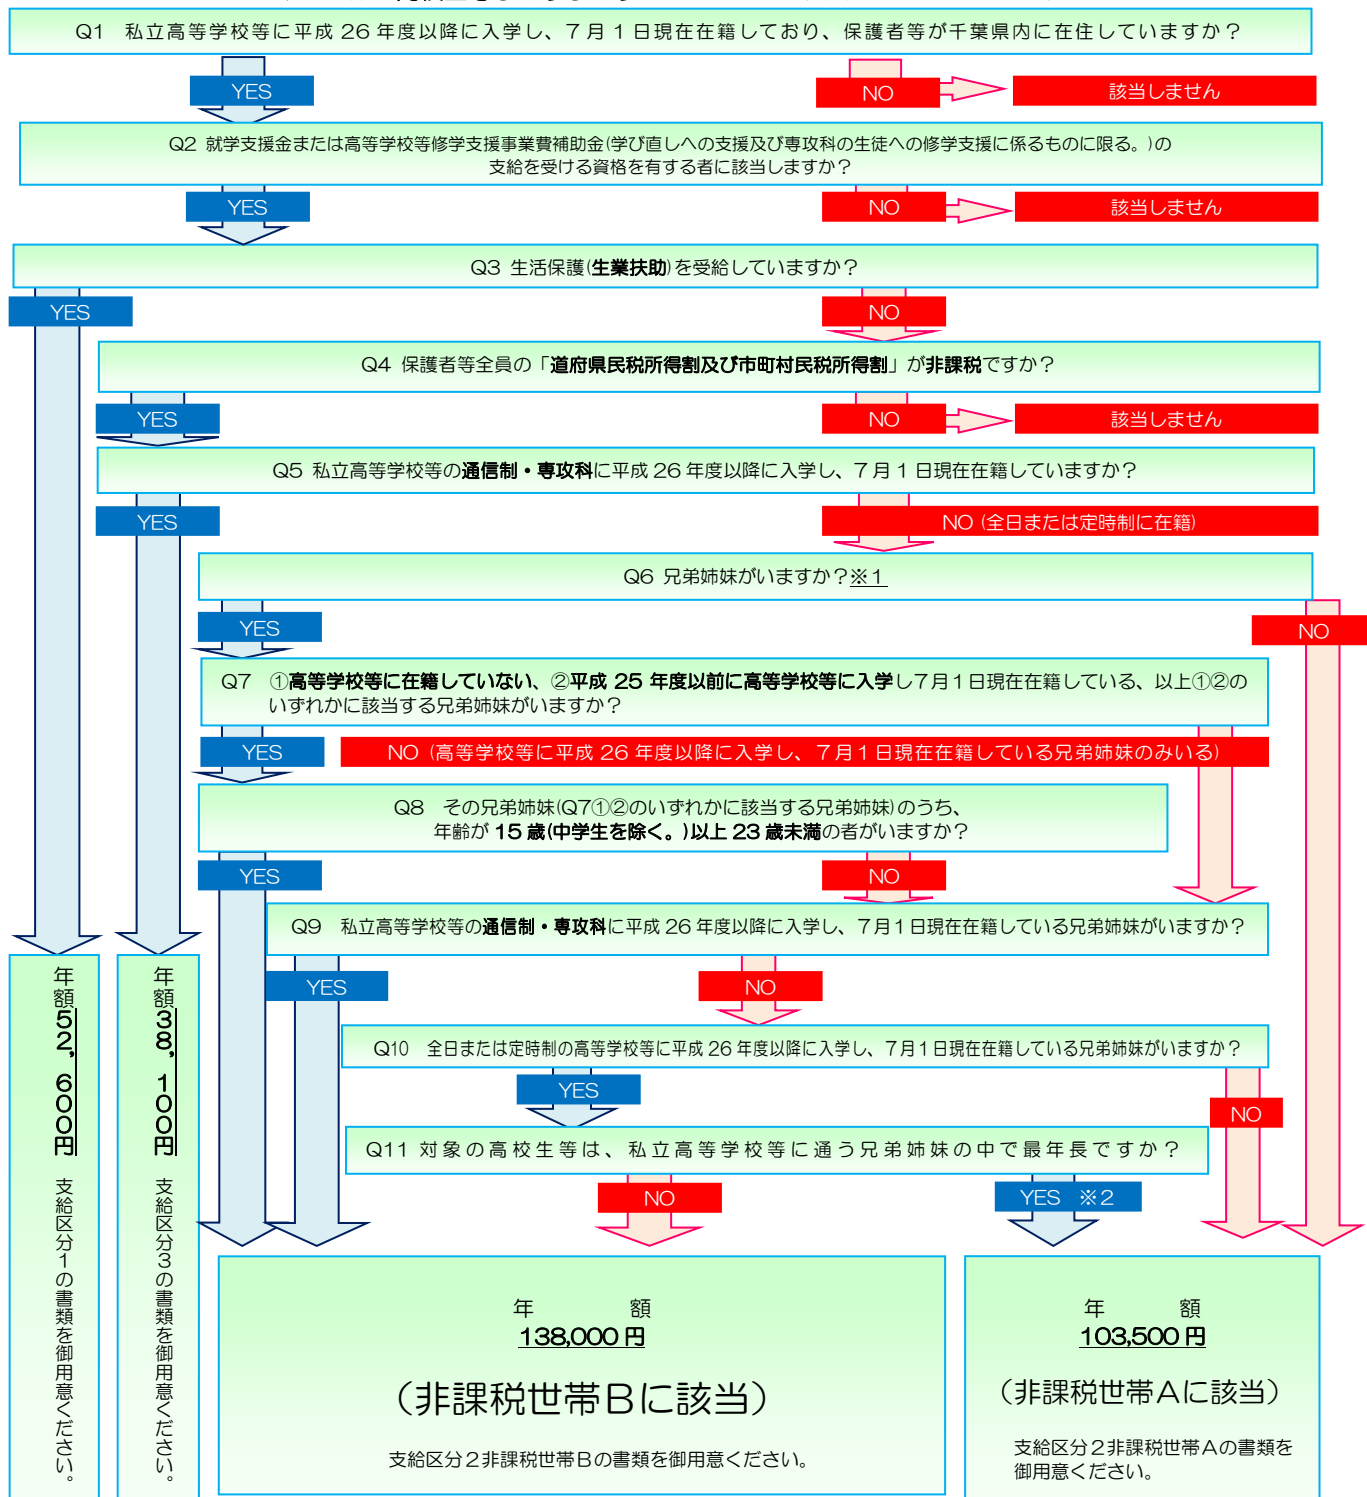 Q1　私立高等学校等に平成 26 年度以降に入学し、７月１日現在在籍しており、保護者等が千葉県内に在住していますか？
YES
NO
該当しません
Q2 就学支援金または高等学校等修学支援事業費補助金(学び直しへの支援及び専攻科の生徒への修学支援に係るものに限る。)の
支給を受ける資格を有する者に該当しますか？
YES
NO
該当しません
Q3 生活保護(生業扶助)を受給していますか？
YES
NO
Q4 保護者等全員の「道府県民税所得割及び市町村民税所得割」が非課税ですか？
YES
NO
該当しません
Q5 私立高等学校等の通信制・専攻科に平成 26 年度以降に入学し、７月１日現在在籍していますか？
YES
NO (全日または定時制に在籍)
Q6 兄弟姉妹がいますか？※１
YES
NO
Q7　①高等学校等に在籍していない、②平成 25 年度以前に高等学校等に入学し７月１日現在在籍している、以上①②の
いずれかに該当する兄弟姉妹がいますか？
YES
NO (高等学校等に平成 26 年度以降に入学し、７月１日現在在籍している兄弟姉妹のみいる)
Q8　その兄弟姉妹(Q7①②のいずれかに該当する兄弟姉妹)のうち、
年齢が 15 歳(中学生を除く。)以上 23 歳未満の者がいますか？
YES
NO
Q9　私立高等学校等の通信制・専攻科に平成 26 年度以降に入学し、７月１日現在在籍している兄弟姉妹がいますか？
YES
NO
Q10　全日または定時制の高等学校等に平成 26 年度以降に入学し、７月１日現在在籍している兄弟姉妹がいますか？
YES
NO
Q11 対象の高校生等は、私立高等学校等に通う兄弟姉妹の中で最年長ですか？
NO
YES ※２
年額５２，６００円　支給区分１の書類を御用意ください。
年額３８，１００円　支給区分３の書類を御用意ください。
年　　　　額
138,000 円
（非課税世帯Ｂに該当）
支給区分２非課税世帯Ｂの書類を御用意ください。
年　　　額
103,500 円
（非課税世帯Ａに該当）
支給区分２非課税世帯Ａの書類を
御用意ください。